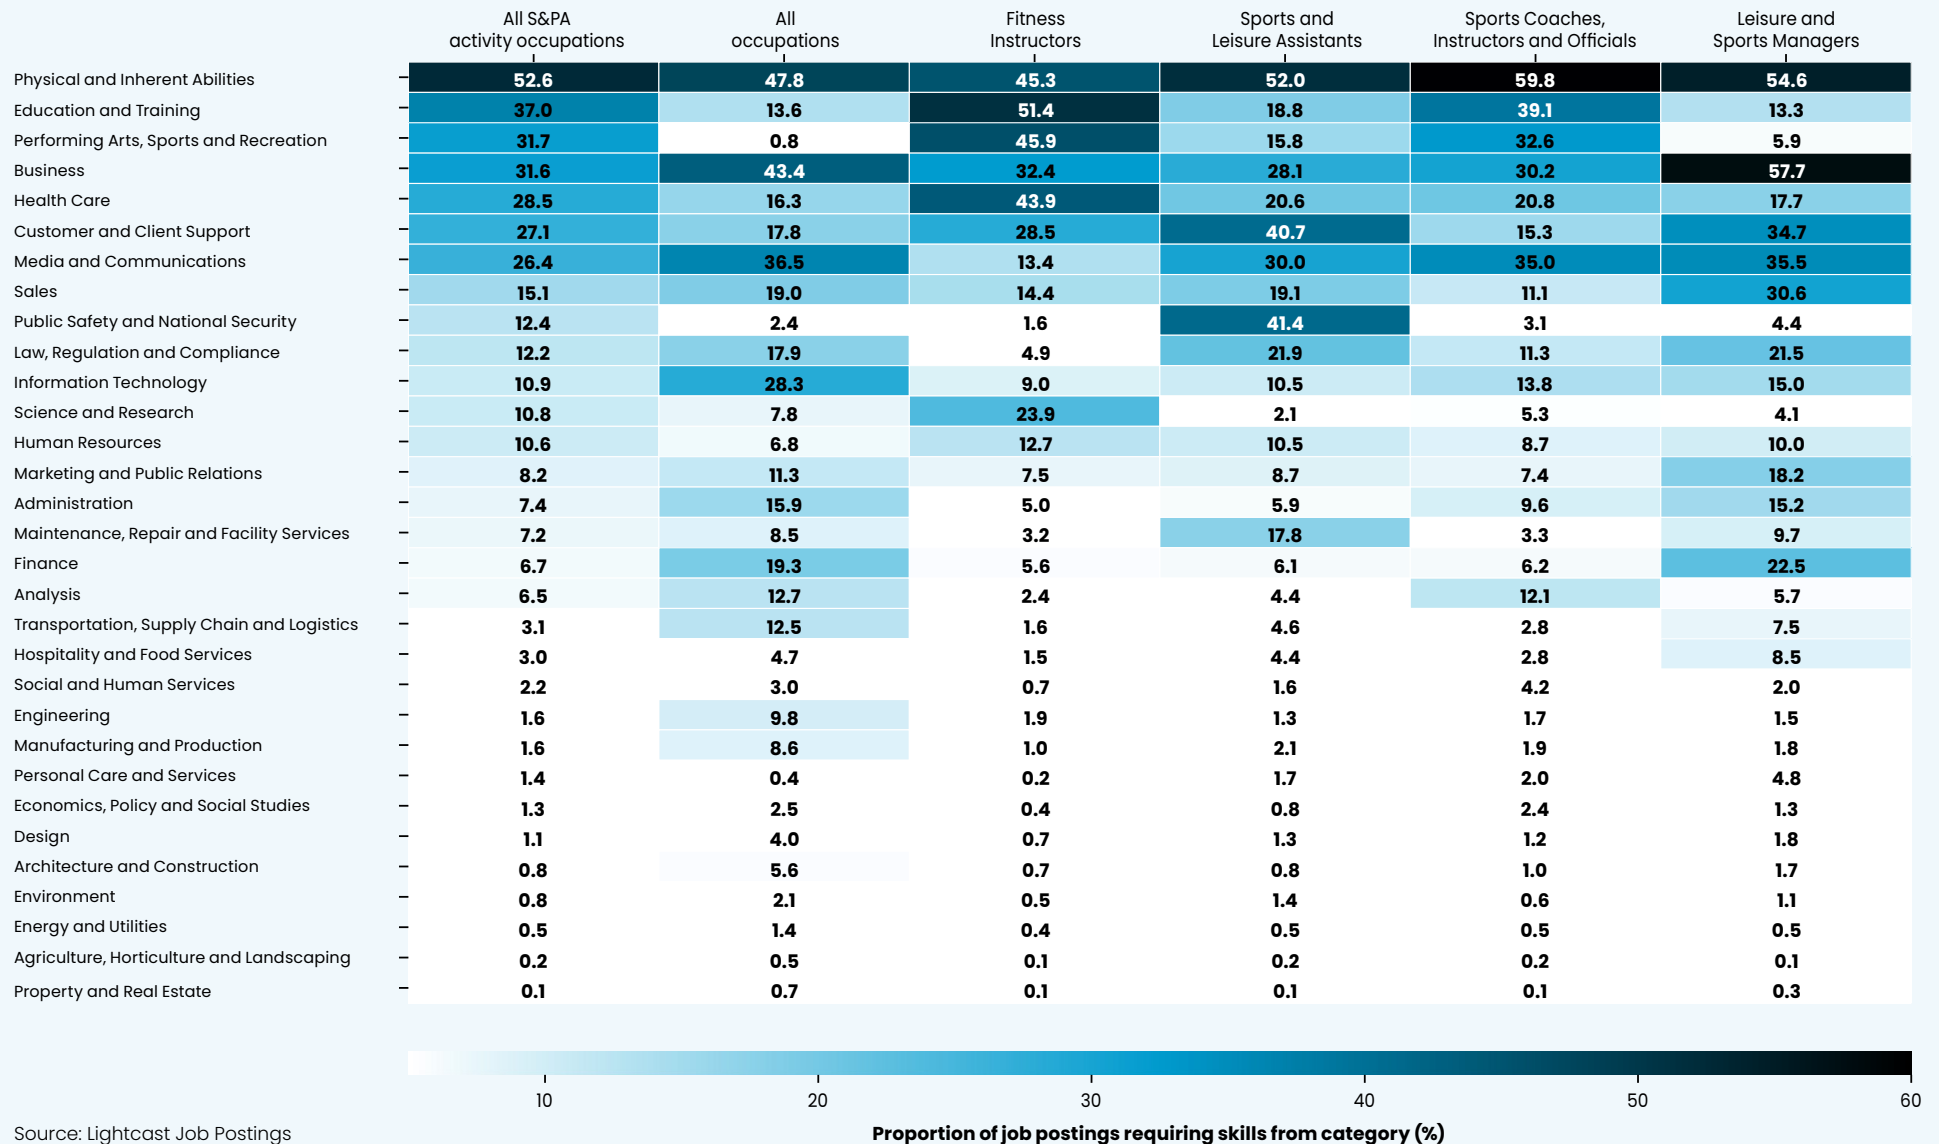 All S&PA
activity occupations
All
occupations
Fitness
Instructors
Sports and
Leisure Assistants
Sports Coaches,
Instructors and Officials
Leisure and
Sports Managers
Physical and Inherent Abilities 52.6 47.8 45.3 52.0 59.8 54.6
Education and Training 37.0 13.6 51.4 18.8 39.1 13.3
Performing Arts, Sports and Recreation 31.7 0.8 45.9 15.8 32.6 5.9
Business 31.6 43.4 32.4 28.1 30.2 57.7
Health Care 28.5 16.3 43.9 20.6 20.8 17.7
Customer and Client Support 27.1 17.8 28.5 40.7 15.3 34.7
Media and Communications 26.4 36.5 13.4 30.0 35.0 35.5
Sales 15.1 19.0 14.4 19.1 11.1 30.6
Public Safety and National Security 12.4 2.4 1.6 41.4 3.1 4.4
Law, Regulation and Compliance 12.2 17.9 4.9 21.9 11.3 21.5
Information Technology 10.9 28.3 9.0 10.5 13.8 15.0
Science and Research 10.8 7.8 23.9 2.1 5.3 4.1
Human Resources 10.6 6.8 12.7 10.5 8.7 10.0
Marketing and Public Relations 8.2 11.3 7.5 8.7 7.4 18.2
Administration 7.4 15.9 5.0 5.9 9.6 15.2
Maintenance, Repair and Facility Services 7.2 8.5 3.2 17.8 3.3 9.7
Finance 6.7 19.3 5.6 6.1 6.2 22.5
Analysis 6.5 12.7 2.4 4.4 12.1 5.7
Transportation, Supply Chain and Logistics 3.1 12.5 1.6 4.6 2.8 7.5
Hospitality and Food Services 3.0 4.7 1.5 4.4 2.8 8.5
Social and Human Services 2.2 3.0 0.7 1.6 4.2 2.0
Engineering 1.6 9.8 1.9 1.3 1.7 1.5
Manufacturing and Production 1.6 8.6 1.0 2.1 1.9 1.8
Personal Care and Services 1.4 0.4 0.2 1.7 2.0 4.8
Economics, Policy and Social Studies 1.3 2.5 0.4 0.8 2.4 1.3
Design 1.1 4.0 0.7 1.3 1.2 1.8
Architecture and Construction 0.8 5.6 0.7 0.8 1.0 1.7
Environment 0.8 2.1 0.5 1.4 0.6 1.1
Energy and Utilities 0.5 1.4 0.4 0.5 0.5 0.5
Agriculture, Horticulture and Landscaping 0.2 0.5 0.1 0.2 0.2 0.1
Property and Real Estate 0.1 0.7 0.1 0.1 0.1 0.3
10 20 30 40 50 60
Source: Lightcast Job Postings
Proportion of job postings requiring skills from category (%)